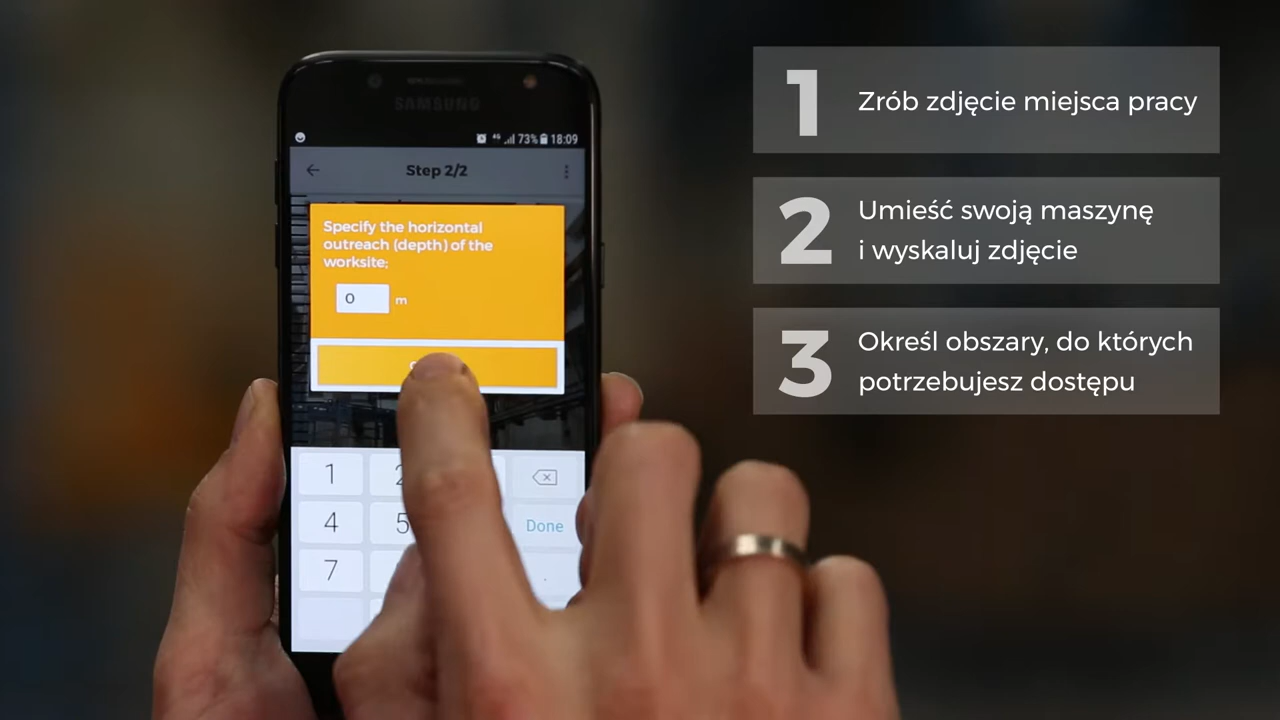 SAMSUNG
4G 73% 18:09
Step 2/2
Specify the horizontal
outreach (depth) of the
worksite;
0 m
1 2
4 5 Done
7 .
1 Zrób zdjęcie miejsca pracy
2 Umieść swoją maszynę
i wyskaluj zdjęcie
3 Określ obszary, do których
potrzebujesz dostępu